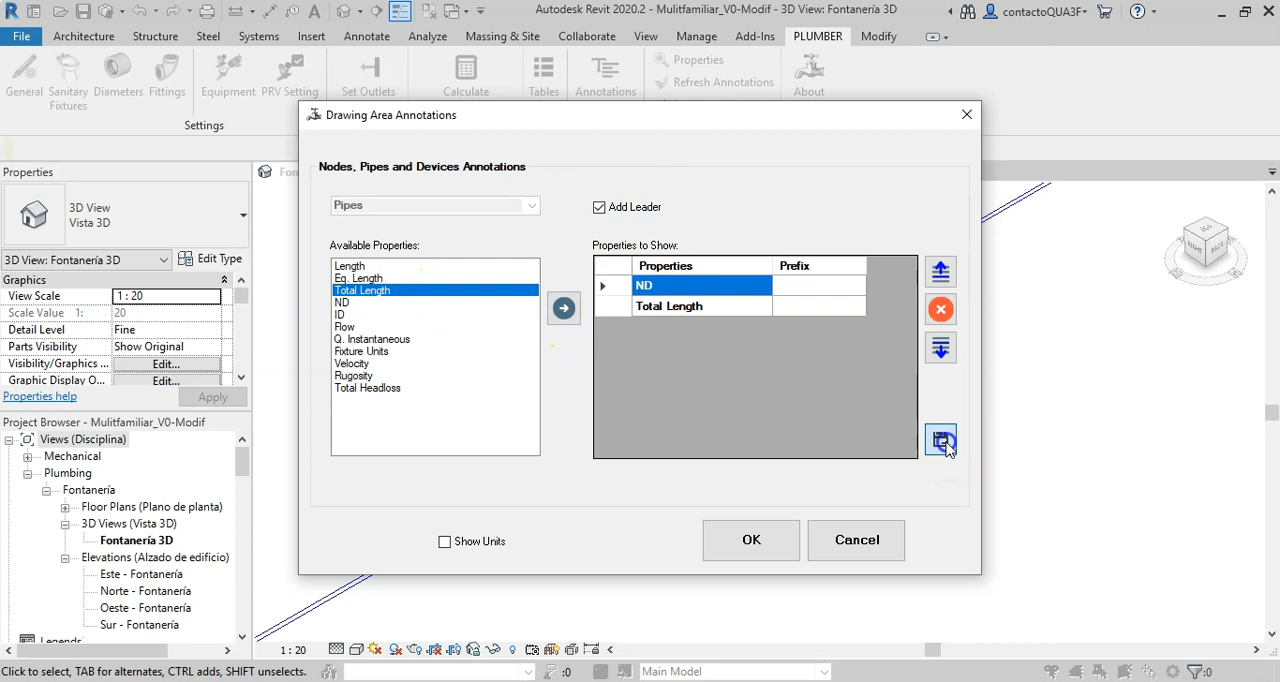 Autodesk Revit 2020.2 - Mulitfamiliar_V0-Modif - 3D View: Fontanería 3D
contactoQUA3F
File Architecture Structure Steel Systems Insert Annotate Analyze Massing & Site Collaborate View Manage Add-Ins PLUMBER Modify
General Sanitary Fixtures Diameters Fittings Equipment PRV Setting Set Outlets Calculate Tables Annotations Properties Refresh Annotations About
Settings
Drawing Area Annotations
Properties
3D View
Vista 3D
3D View: Fontanería 3D Edit Type
Graphics
View Scale 1 : 20
Scale Value 1: 20
Detail Level Fine
Parts Visibility Show Original
Visibility/Graphics ... Edit...
Graphic Display O... Edit...
Properties help Apply
Project Browser - Mulitfamiliar_V0-Modif
Views (Disciplina)
Mechanical
Plumbing
Fontanería
Floor Plans (Plano de planta)
3D Views (Vista 3D)
Fontanería 3D
Elevations (Alzado de edificio)
Este - Fontanería
Norte - Fontanería
Oeste - Fontanería
Sur - Fontanería
Legends
Nodes, Pipes and Devices Annotations
Pipes
Add Leader
Available Properties:
Length
Eq. Length
Total Length
ND
ID
Flow
Q. Instantaneous
Fixture Units
Velocity
Rugosity
Total Headloss
Properties to Show:
Properties Prefix
ND
Total Length
Show Units
OK
Cancel
1 : 20
Click to select, TAB for alternates, CTRL adds, SHIFT unselects.
:0
Main Model
:0